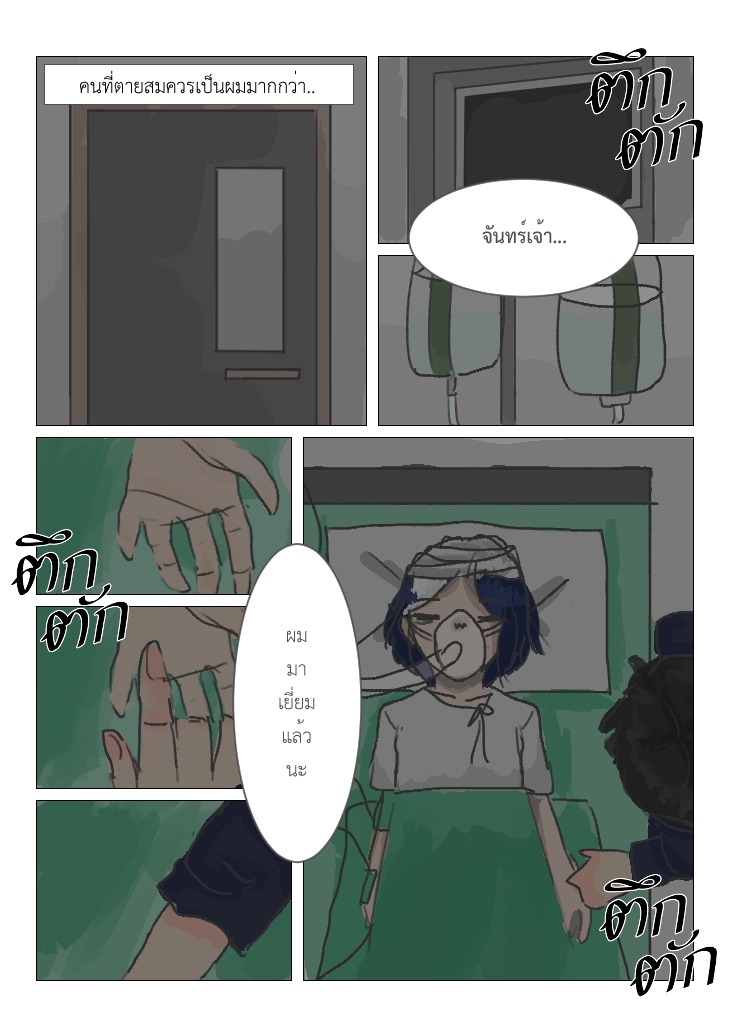 คนที่ตายสมควรเป็นผมมากกว่า..
ตึก
ตัก
จันทร์เจ้า...
ตึก
ตัก
ผม
มา
เยี่ยม
แล้ว
นะ
ตึก
ตัก